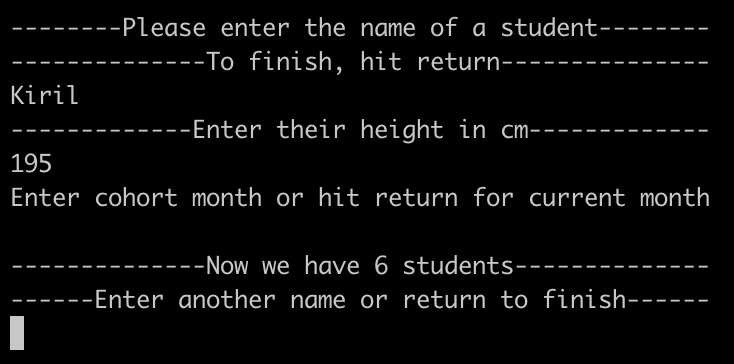 --------Please enter the name of a student--------
--------------To finish, hit return---------------
Kiril
-------------Enter their height in cm-------------
195
Enter cohort month or hit return for current month
--------------Now we have 6 students--------------
------Enter another name or return to finish------